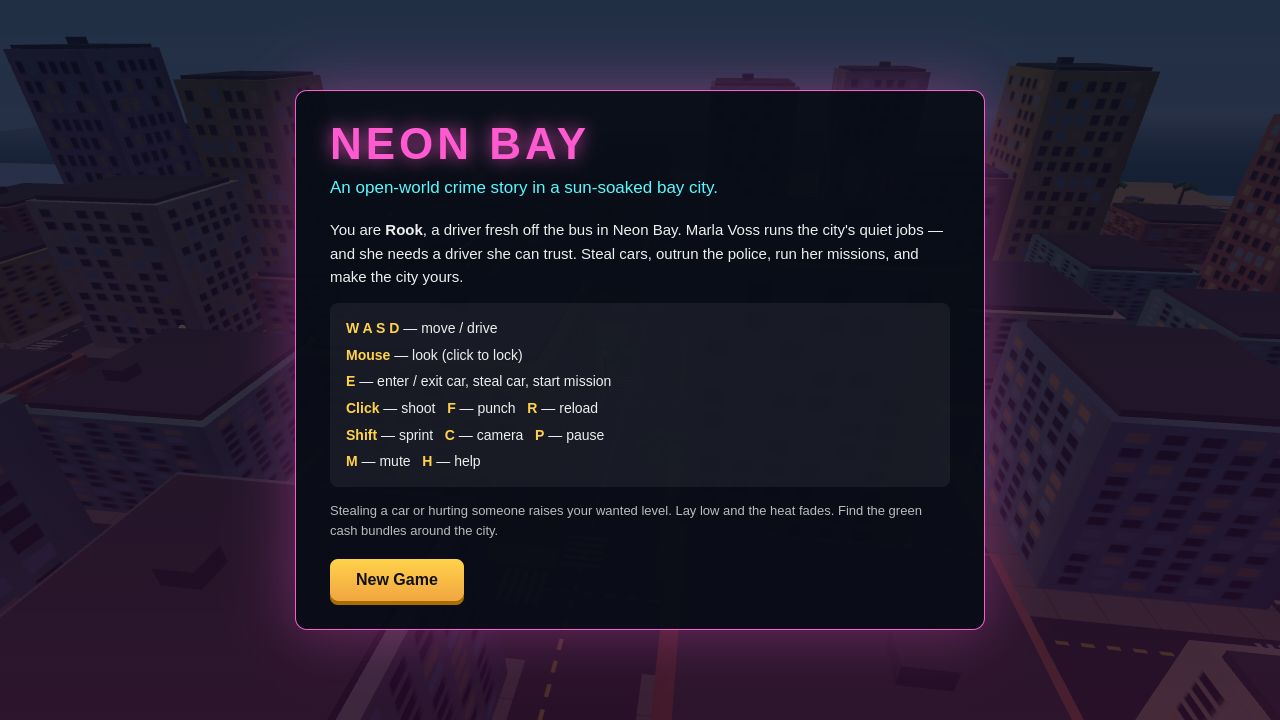 NEON BAY
An open-world crime story in a sun-soaked bay city.
You are Rook, a driver fresh off the bus in Neon Bay. Marla Voss runs the city's quiet jobs —
and she needs a driver she can trust. Steal cars, outrun the police, run her missions, and
make the city yours.
W A S D — move / drive
Mouse — look (click to lock)
E — enter / exit car, steal car, start mission
Click — shoot F — punch R — reload
Shift — sprint C — camera P — pause
M — mute H — help
Stealing a car or hurting someone raises your wanted level. Lay low and the heat fades. Find the green
cash bundles around the city.
New Game